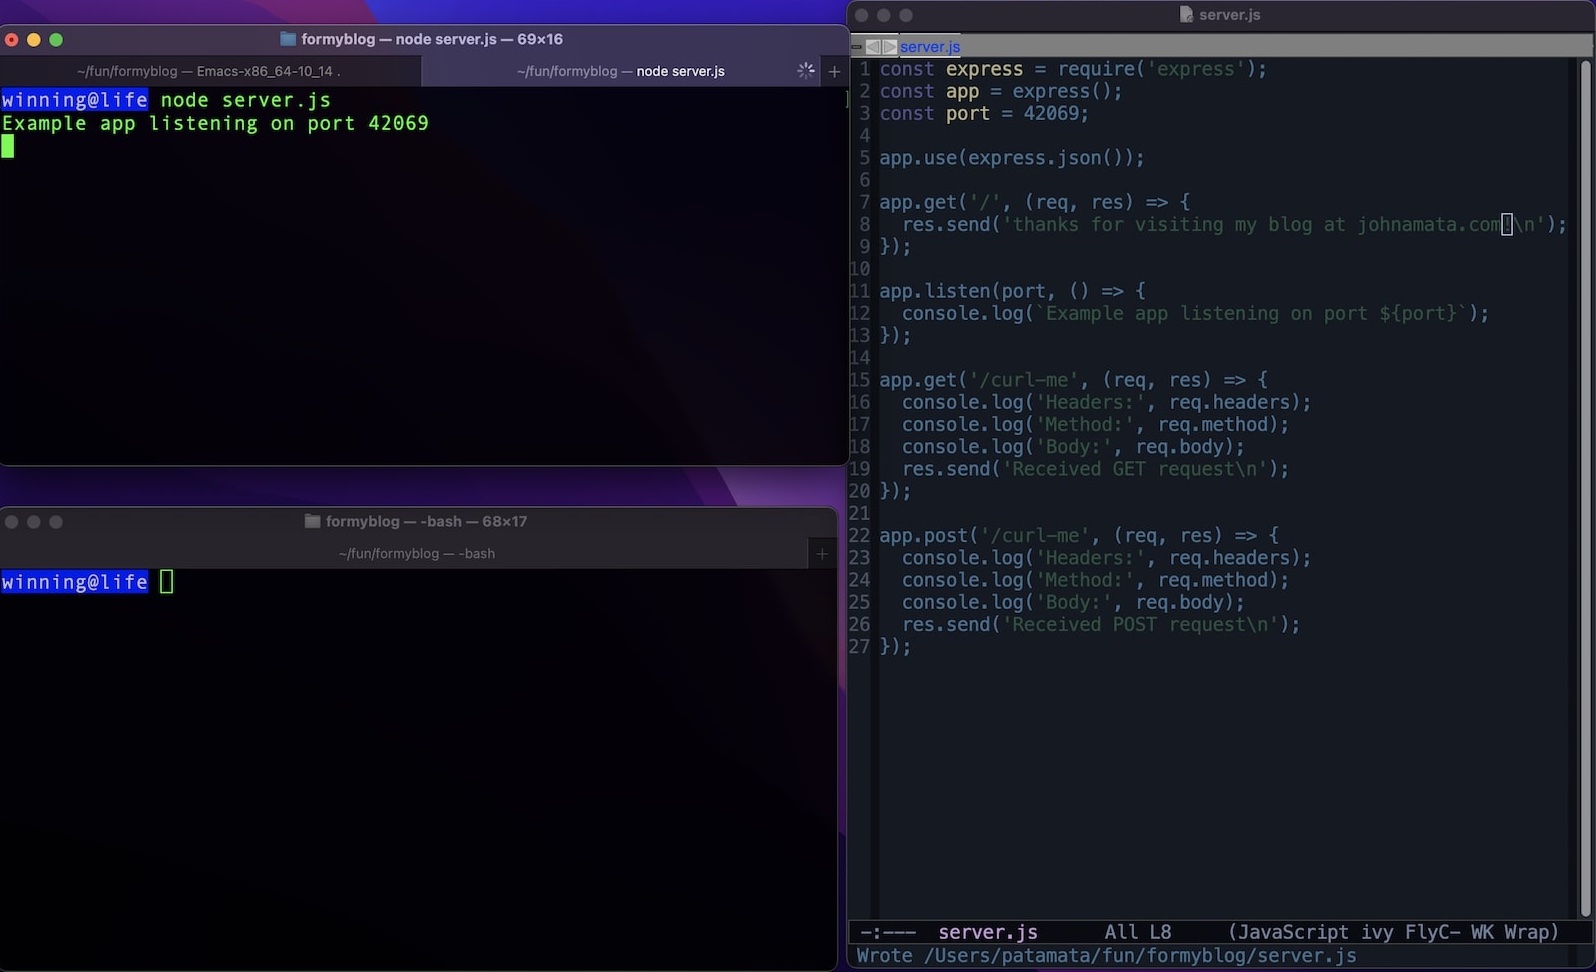 formyblog — node server.js — 69×16
~/fun/formyblog — Emacs-x86_64-10_14 .
~/fun/formyblog — node server.js
+
winning@life node server.js
Example app listening on port 42069
formyblog — -bash — 68×17
~/fun/formyblog — -bash
+
winning@life
server.js
server.js
1 const express = require('express');
2 const app = express();
3 const port = 42069;
4
5 app.use(express.json());
6
7 app.get('/', (req, res) => {
8   res.send('thanks for visiting my blog at johnamata.com!\n');
9 });
10
11 app.listen(port, () => {
12   console.log(`Example app listening on port ${port}`);
13 });
14
15 app.get('/curl-me', (req, res) => {
16   console.log('Headers:', req.headers);
17   console.log('Method:', req.method);
18   console.log('Body:', req.body);
19   res.send('Received GET request\n');
20 });
21
22 app.post('/curl-me', (req, res) => {
23   console.log('Headers:', req.headers);
24   console.log('Method:', req.method);
25   console.log('Body:', req.body);
26   res.send('Received POST request\n');
27 });
-:--- server.js All L8 (JavaScript ivy FlyC- WK Wrap)
Wrote /Users/patamata/fun/formyblog/server.js